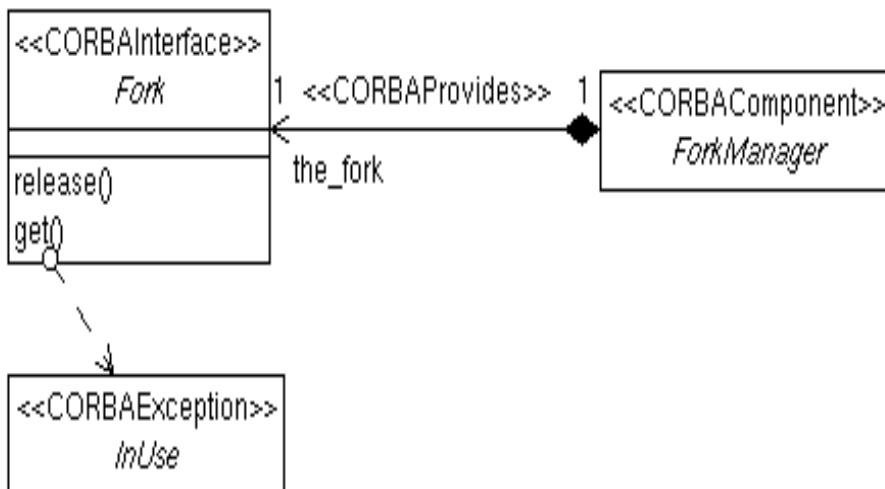 <<CORBAInterface>>
Fork
release()
get()
1 <<CORBAProvides>> 1
the_fork
<<CORBAComponent>>
ForkManager
<<CORBAException>>
InUse